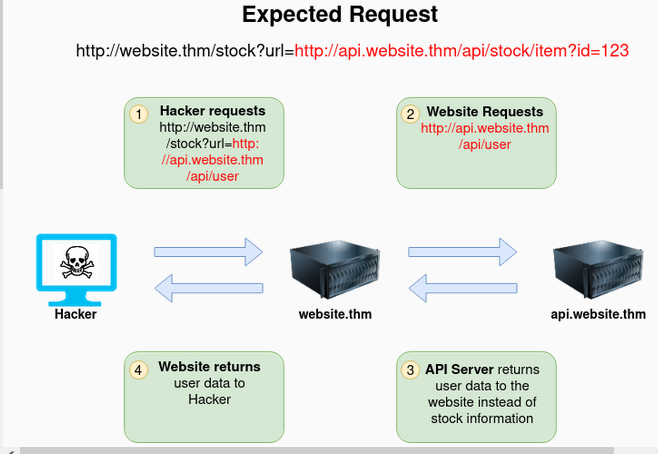 Expected Request
http://website.thm/stock?url=http://api.website.thm/api/stock/item?id=123
1
Hacker requests
http://website.thm
/stock?url=http:
//api.website.thm
/api/user
2
Website Requests
http://api.website.thm
/api/user
Hacker
website.thm
api.website.thm
4
Website returns
user data to
Hacker
3
API Server returns
user data to the
website instead of
stock information